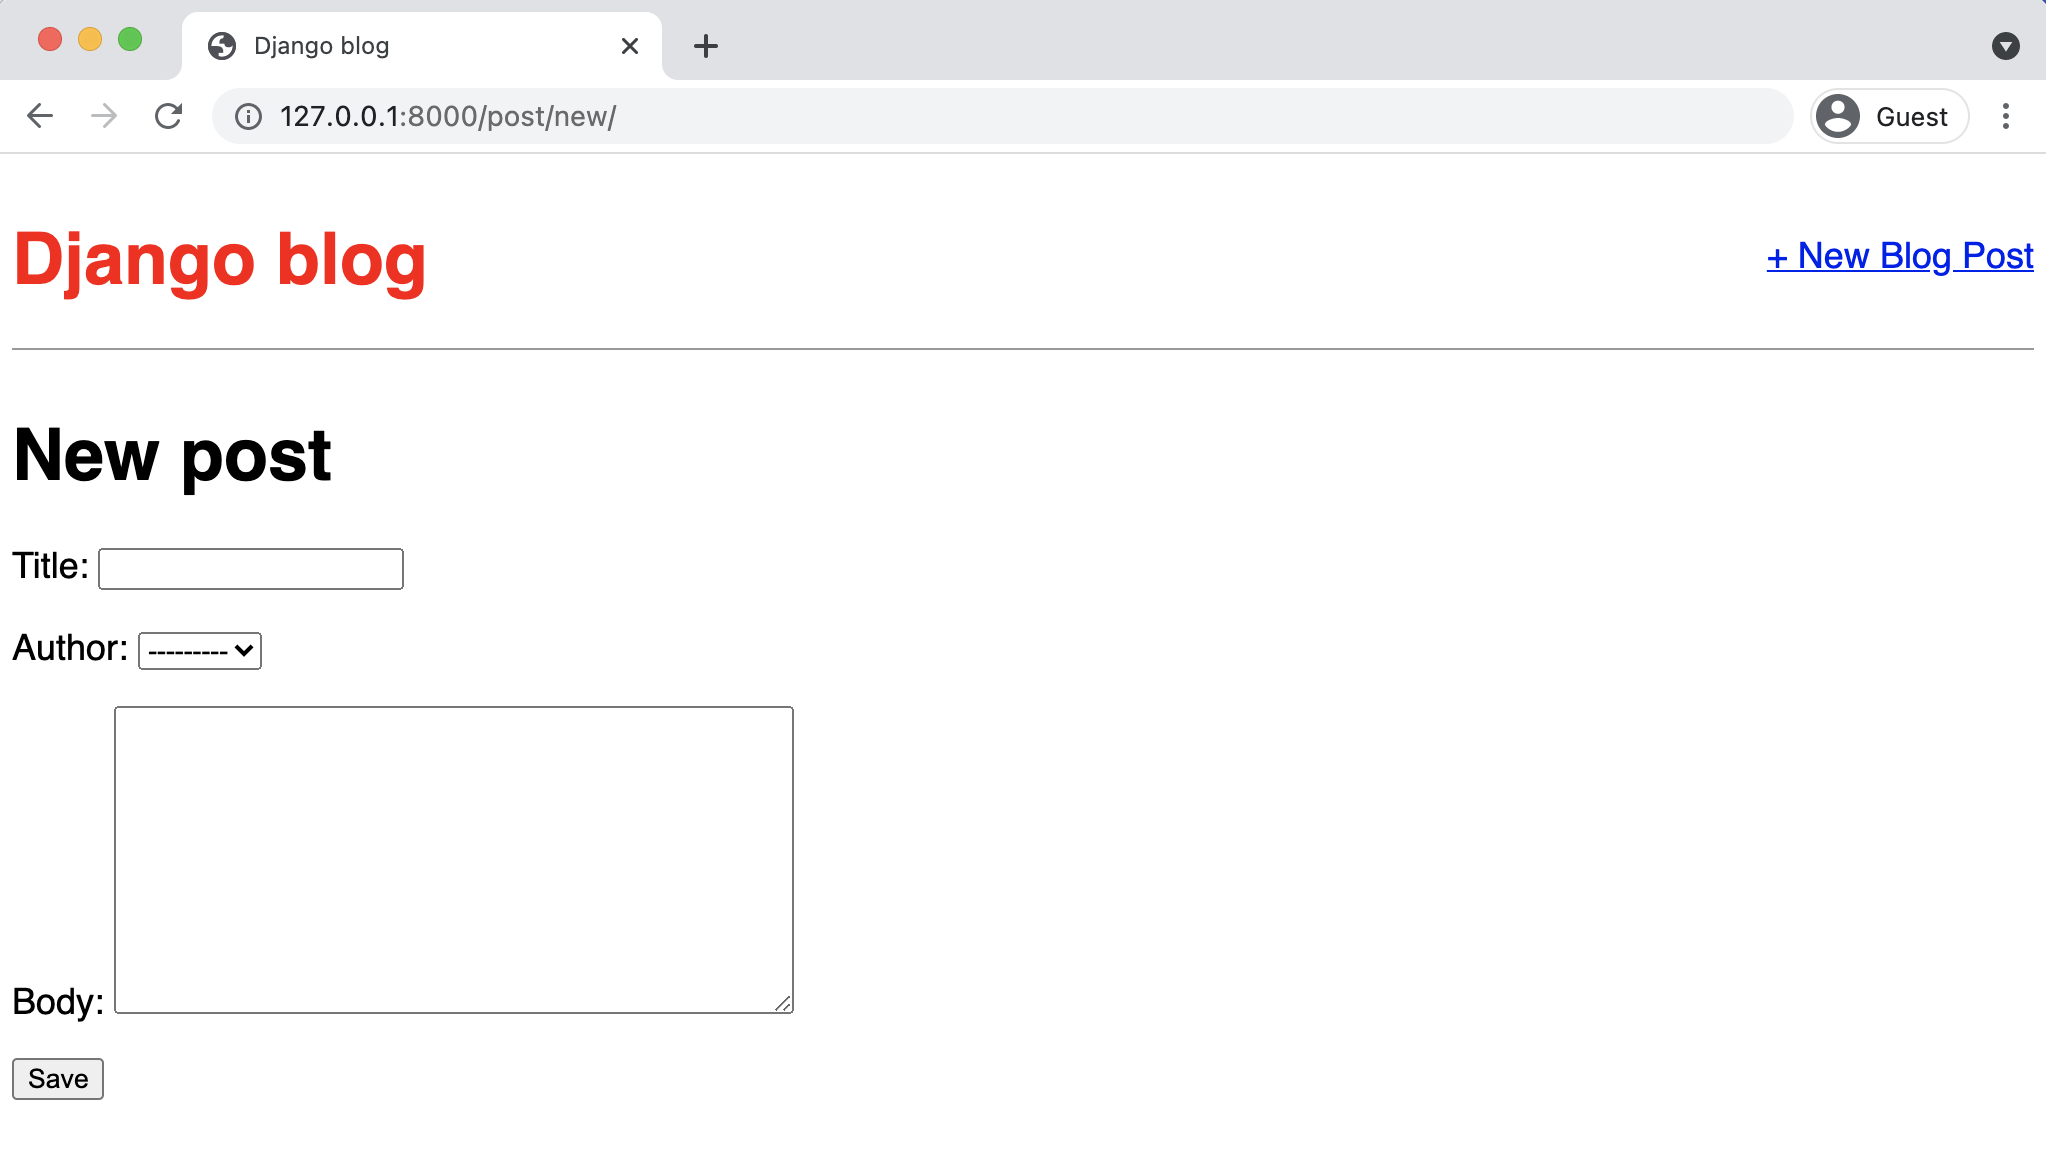 Django blog
127.0.0.1:8000/post/new/
Guest
Django blog
+ New Blog Post
New post
Title:
Author: ---------
Body:
Save